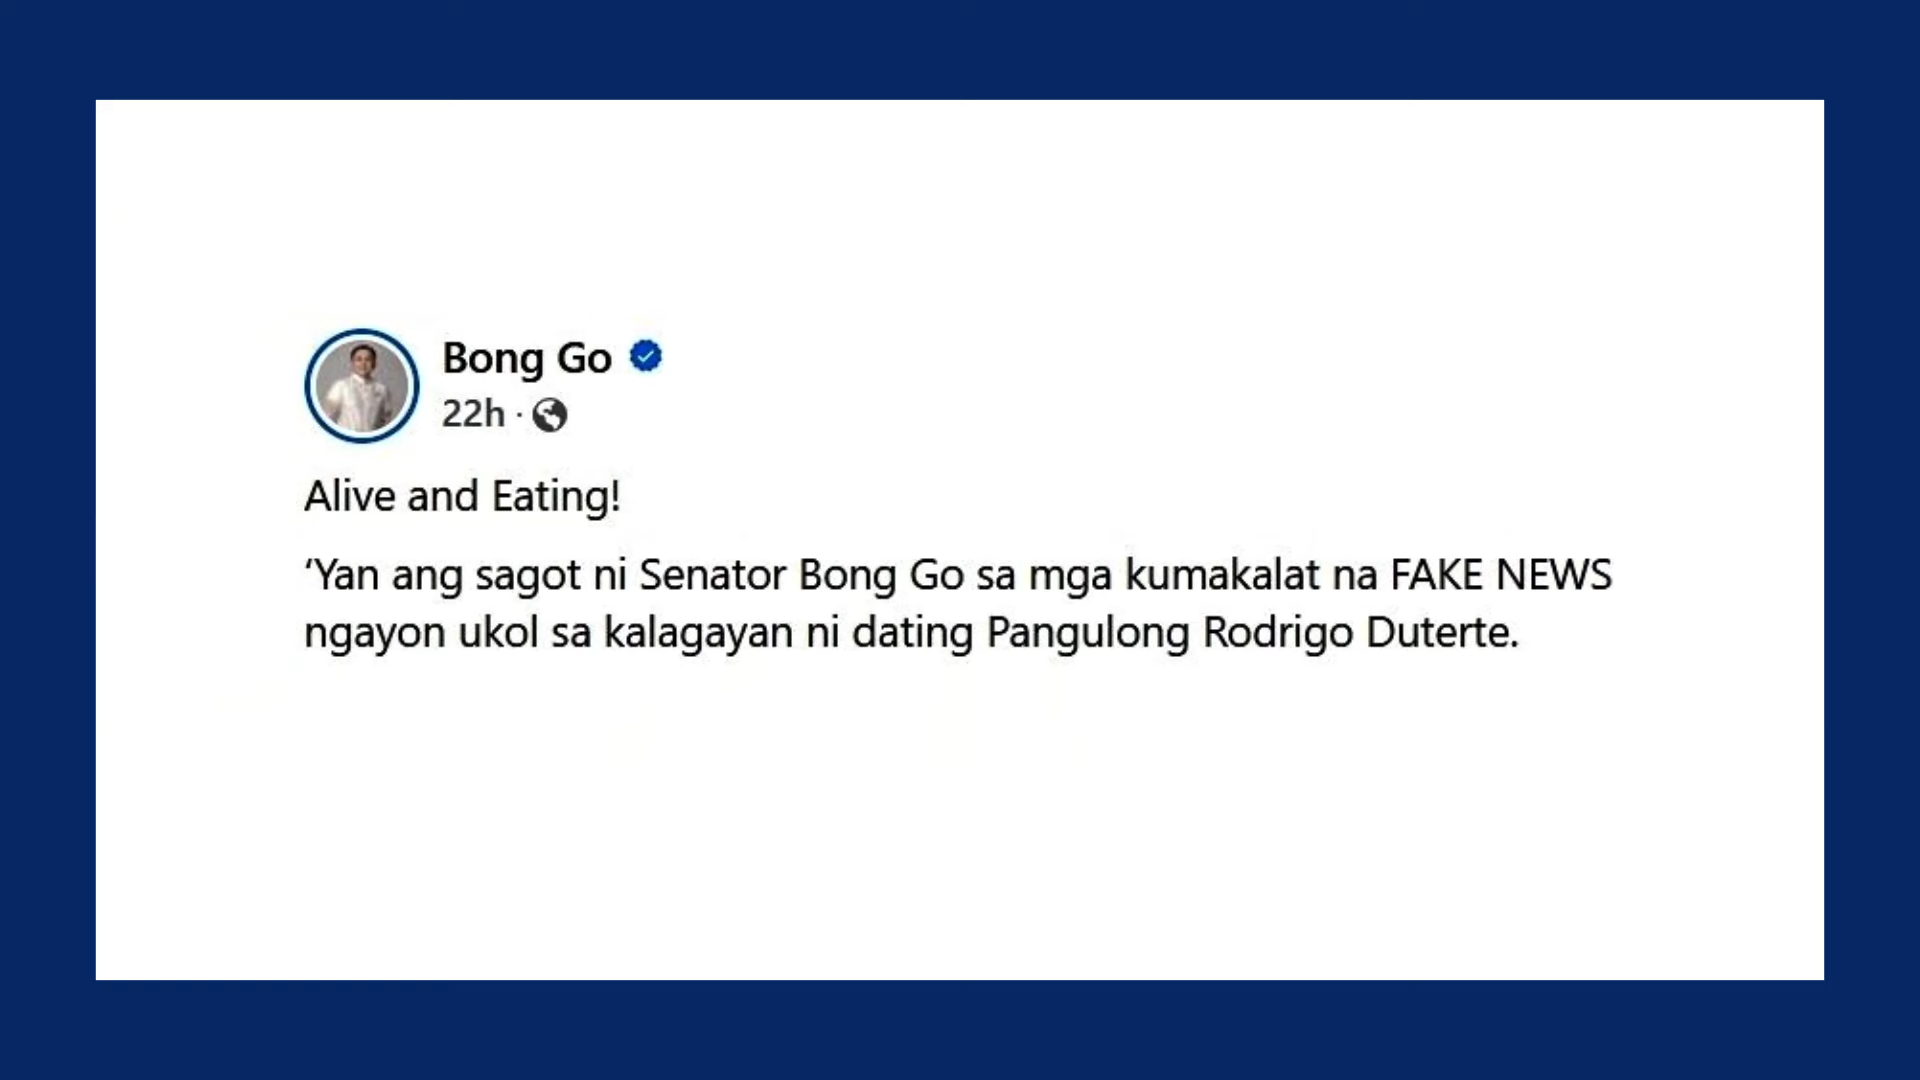 Bong Go
22h ·
Alive and Eating!
‘Yan ang sagot ni Senator Bong Go sa mga kumakalat na FAKE NEWS
ngayon ukol sa kalagayan ni dating Pangulong Rodrigo Duterte.